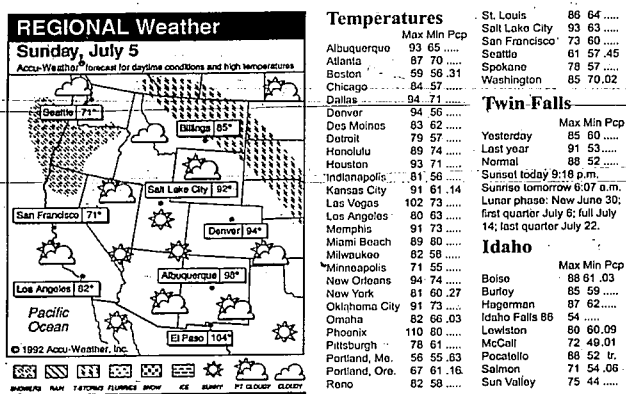 REGIONAL Weather
Sunday, July 5
Accu-Weather® forecast for daytime conditions and high temperatures
Seattle 71°
Billings 85°
Salt Lake City 92°
San Francisco 71°
Denver 94°
Los Angeles 82°
Albuquerque 98°
Pacific
Ocean
El Paso 104°
© 1992 Accu-Weather, Inc.
SHOWERS RAIN T-STORMS FLURRIES SNOW ICE SUNNY PT CLOUDY CLOUDY
Temperatures
Max Min Pcp
Albuquerque 93 65 .....
Atlanta 87 70 .....
Boston 59 56 .31
Chicago 84 57 .....
Dallas 94 71 .....
Denver 94 56 .....
Des Moines 83 62 .....
Detroit 79 57 .....
Honolulu 89 74 .....
Houston 93 71 .....
Indianapolis 81 56 .....
Kansas City 91 61 .14
Las Vegas 102 73 .....
Los Angeles 80 63 .....
Memphis 91 73 .....
Miami Beach 89 80 .....
Milwaukee 82 58 .....
Minneapolis 71 55 .....
New Orleans 94 74 .....
New York 81 60 .27
Oklahoma City 91 73 .....
Omaha 82 66 .03
Phoenix 110 80 .....
Pittsburgh 78 61 .....
Portland, Me. 56 55 .63
Portland, Ore. 67 61 .16
Reno 82 58 .....
St. Louis 86 64 .....
Salt Lake City 93 63 .....
San Francisco 73 60 .....
Seattle 61 57 .45
Spokane 78 57 .....
Washington 85 70 .02
Twin Falls
Max Min Pcp
Yesterday 85 60 .....
Last year 91 53 .....
Normal 88 52 .....
Sunset today 9:18 p.m.
Sunrise tomorrow 6:07 a.m.
Lunar phase: New June 30;
first quarter July 6; full July
14; last quarter July 22.
Idaho
Max Min Pcp
Boise 88 61 .03
Burley 85 59 .....
Hagerman 87 62 .....
Idaho Falls 86 54 .....
Lewiston 80 60 .09
McCall 72 49 .01
Pocatello 88 52 tr.
Salmon 71 54 .06
Sun Valley 75 44 .....